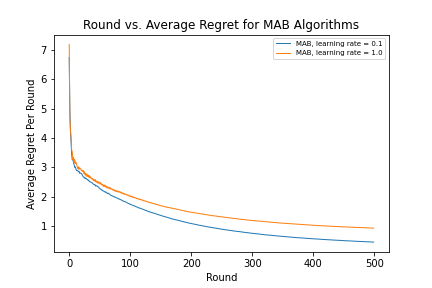 Round vs. Average Regret for MAB Algorithms
MAB, learning rate = 0.1
MAB, learning rate = 1.0
Average Regret Per Round
7
6
5
4
3
2
1
0
100
200
300
400
500
Round